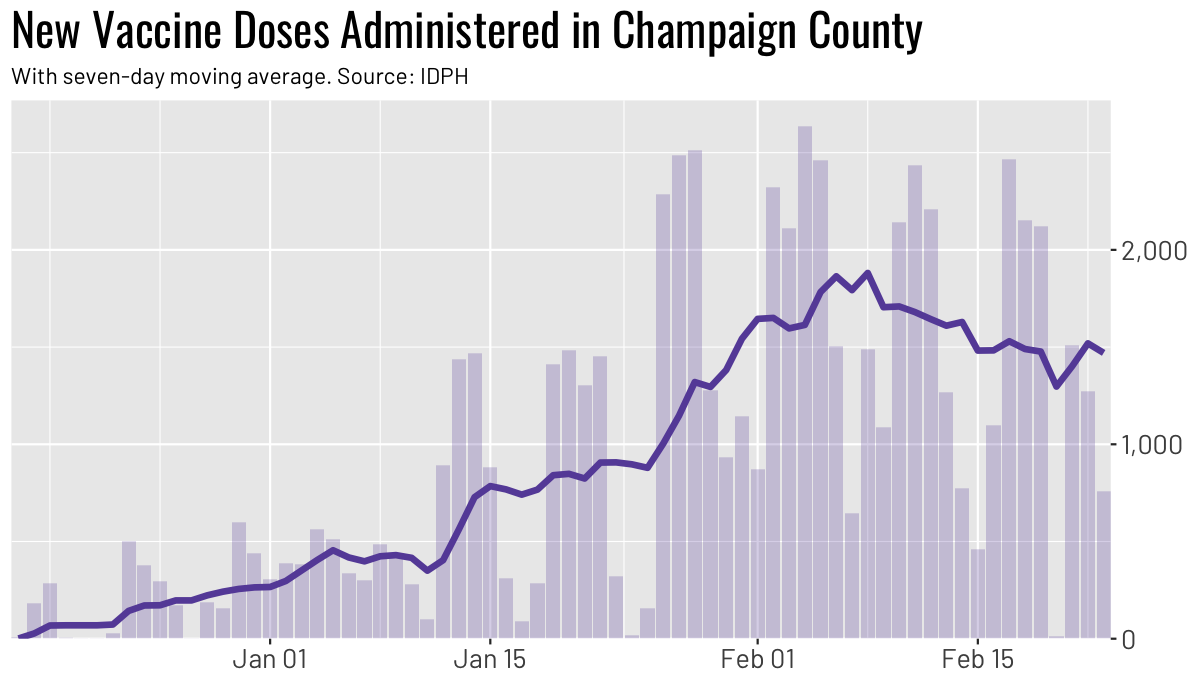 New Vaccine Doses Administered in Champaign County
With seven-day moving average. Source: IDPH
2,000
1,000
0
Jan 01 Jan 15 Feb 01 Feb 15